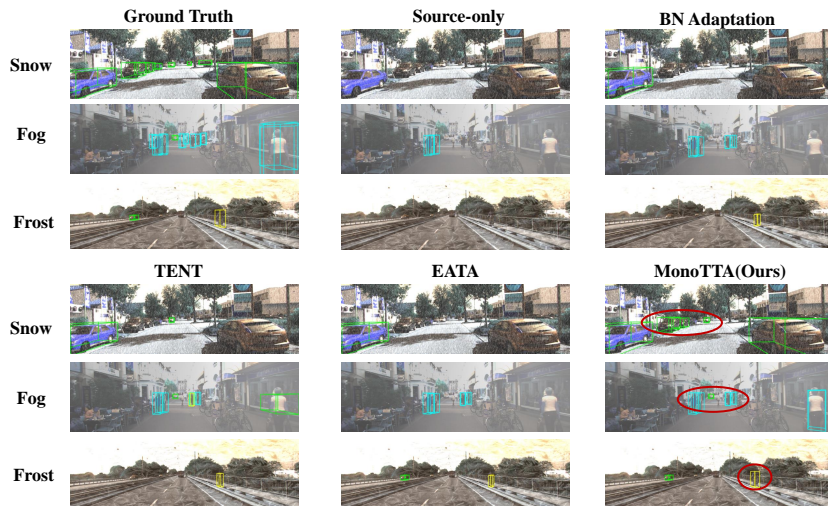 Ground Truth Source-only BN Adaptation
Snow
Fog
Frost
TENT EATA MonoTTA(Ours)
Snow
Fog
Frost